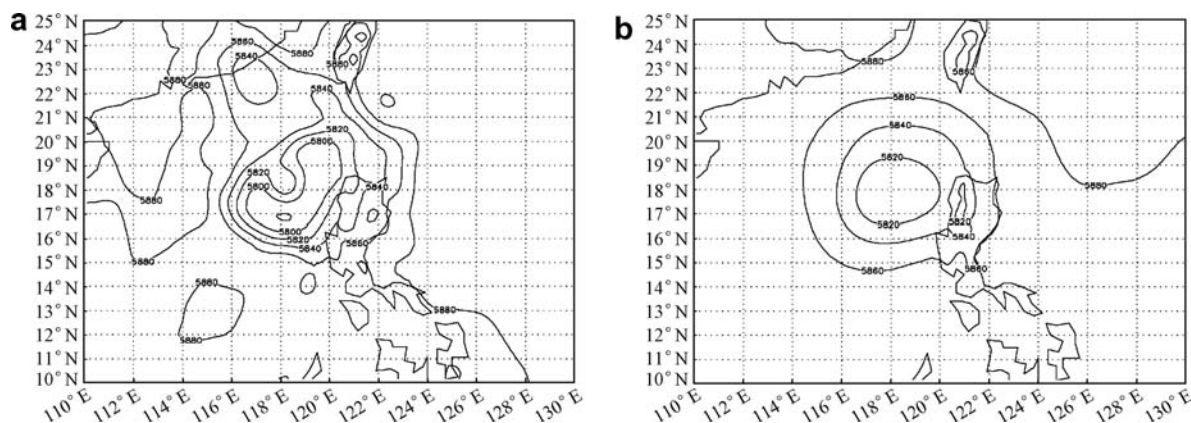 a
25° N
24° N
23° N
22° N
21° N
20° N
19° N
18° N
17° N
16° N
15° N
14° N
13° N
12° N
11° N
10° N
5880
5860
5840
5880
5880
5840
5820
5800
5820
5800
5840
5880
5800
5820
5840
5860
5880
5880
5880
110° E
112° E
114° E
116° E
118° E
120° E
122° E
124° E
126° E
128° E
130° E
b
25° N
24° N
23° N
22° N
21° N
20° N
19° N
18° N
17° N
16° N
15° N
14° N
13° N
12° N
11° N
10° N
5880
5860
5860
5840
5820
5880
5820
5820
5840
5860
5860
110° E
112° E
114° E
116° E
118° E
120° E
121° E
124° E
126° E
128° E
130° E